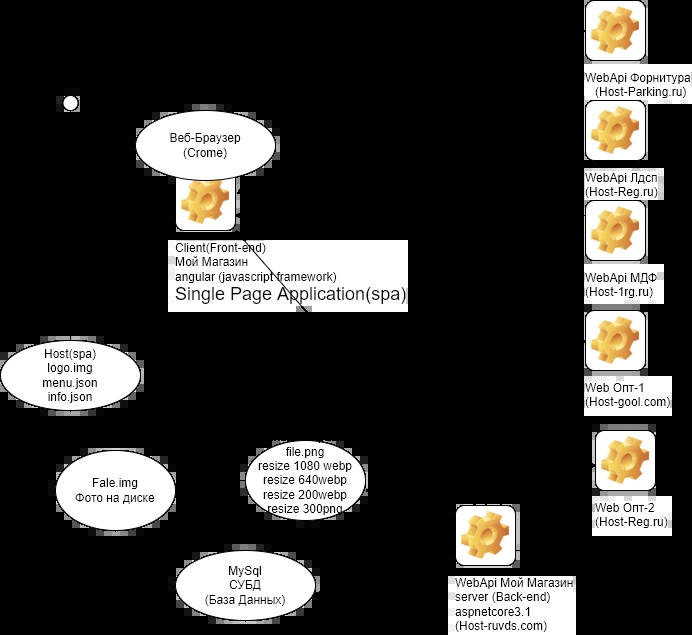 WebApi Форнитура
(Host-Parking.ru)
Веб-Браузер
(Crome)
WebApi Лдсп
(Host-Reg.ru)
Client(Front-end)
Мой Магазин
angular (javascript framework)
Single Page Application(spa)
WebApi МДФ
(Host-1rg.ru)
Host(spa)
logo.img
menu.json
info.json
Web Опт-1
(Host-gool.com)
Fale.img
Фото на диске
file.png
resize 1080 webp
resize 640webp
resize 200webp
resize 300png
Web Опт-2
(Host-Reg.ru)
MySql
СУБД
(База Данных)
WebApi Мой Магазин
server (Back-end)
aspnetcore3.1
(Host-ruvds.com)